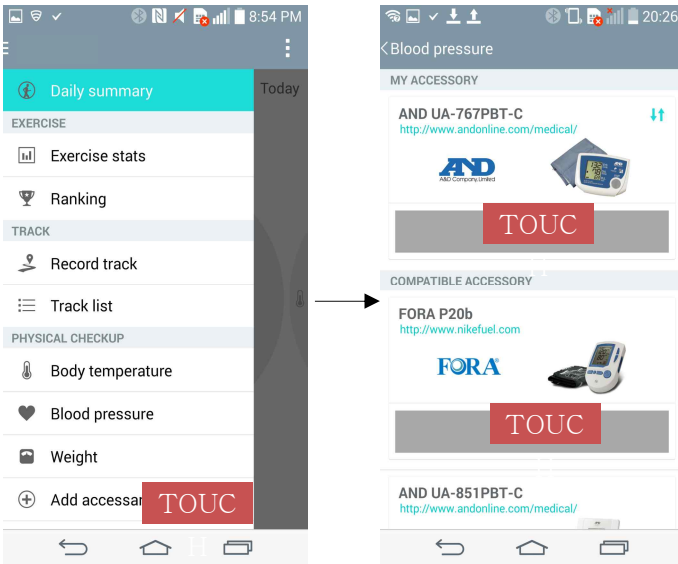 8:54 PM
Daily summary
Today
EXERCISE
Exercise stats
Ranking
TRACK
Record track
Track list
PHYSICAL CHECKUP
Body temperature
Blood pressure
Weight
Add accessar
TOUC
H
20:26
Blood pressure
MY ACCESSORY
AND UA-767PBT-C
http://www.andonline.com/medical/
AND
A&D Company,Limited
TOUC
H
COMPATIBLE ACCESSORY
FORA P20b
http://www.nikefuel.com
FORA
TOUC
AND UA-851PBT-C
http://www.andonline.com/medical/